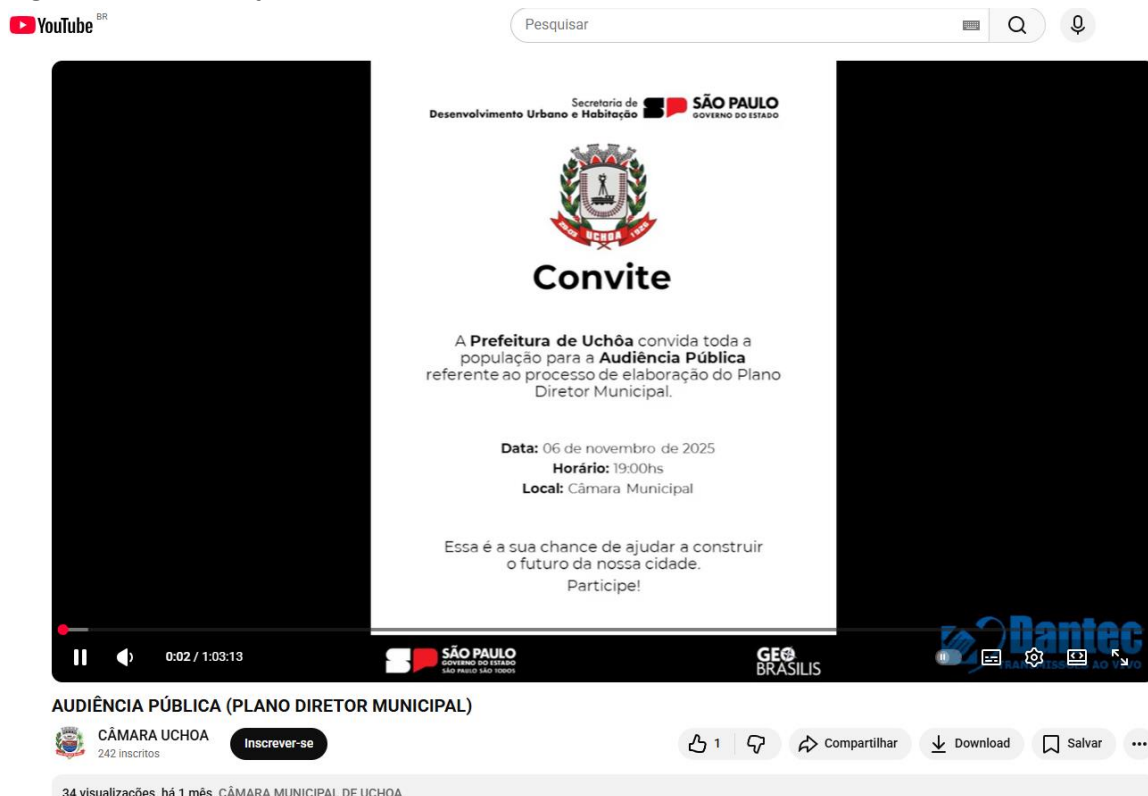 YouTube BR
Pesquisar
Secretaria de
Desenvolvimento Urbano e Habitação
SÃO PAULO
GOVERNO DO ESTADO
UCHOA 1926
Convite
A Prefeitura de Uchôa convida toda a
população para a Audiência Pública
referente ao processo de elaboração do Plano
Diretor Municipal.
Data: 06 de novembro de 2025
Horário: 19:00hs
Local: Câmara Municipal
Essa é a sua chance de ajudar a construir
o futuro da nossa cidade.
Participe!
Dantec
TRANSMISSÕES AO VIVO
0:02 / 1:03:13
SÃO PAULO
GOVERNO DO ESTADO
SÃO PAULO SÃO TODOS
GEO
BRASILIS
AUDIÊNCIA PÚBLICA (PLANO DIRETOR MUNICIPAL)
CÂMARA UCHOA
242 inscritos
Inscrever-se
1
Compartilhar
Download
Salvar
34 visualizações há 1 mês CÂMARA MUNICIPAL DE UCHOA